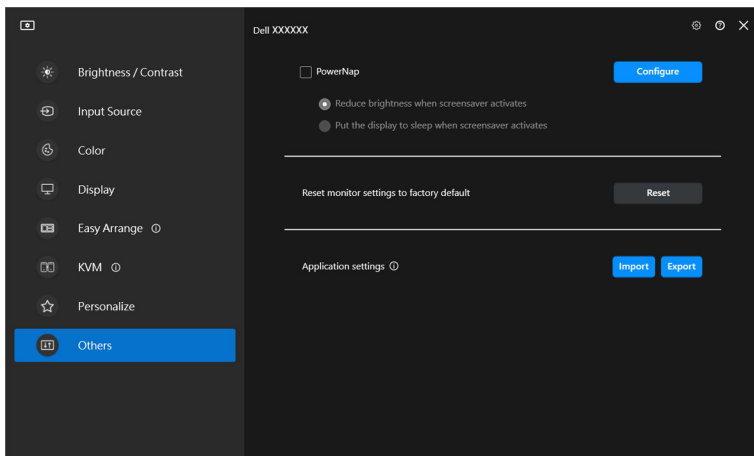 Dell XXXXXX
Brightness / Contrast
Input Source
Color
Display
Easy Arrange
KVM
Personalize
Others
PowerNap
Configure
Reduce brightness when screensaver activates
Put the display to sleep when screensaver activates
Reset monitor settings to factory default
Reset
Application settings
Import
Export